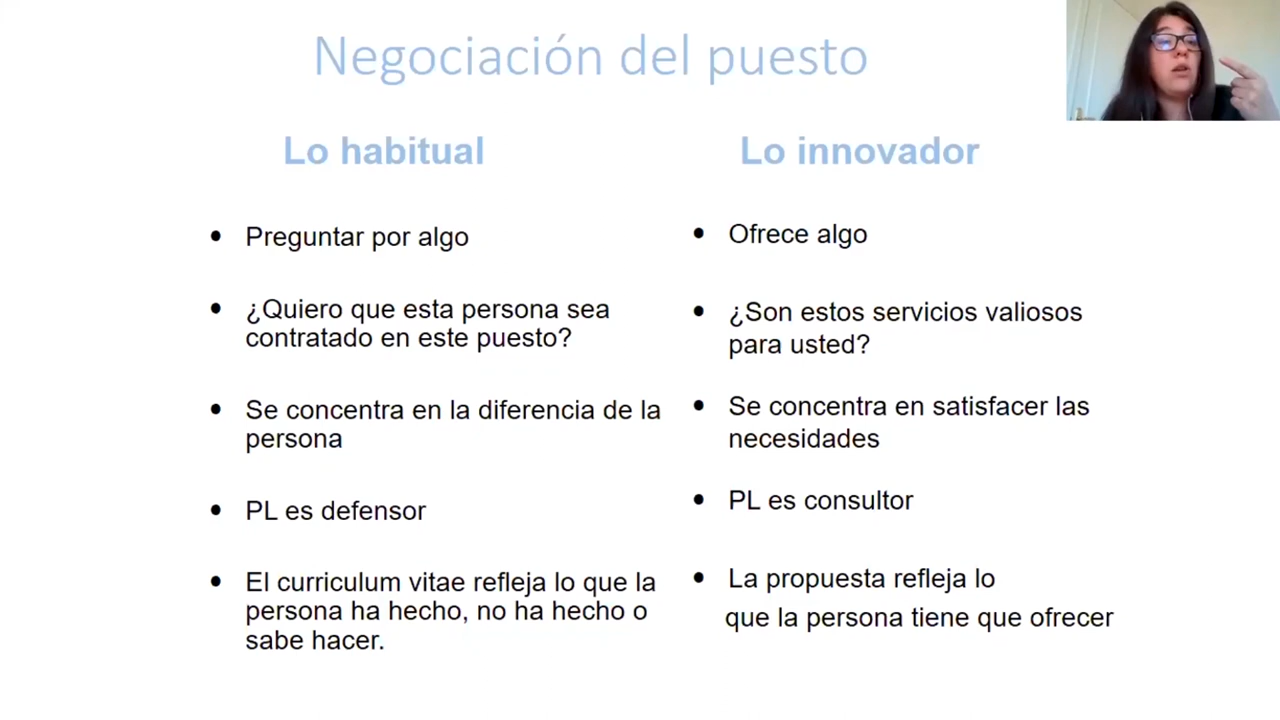 Negociación del puesto
Lo habitual
Preguntar por algo
¿Quiero que esta persona sea
contratado en este puesto?
Se concentra en la diferencia de la
persona
PL es defensor
El curriculum vitae refleja lo que la
persona ha hecho, no ha hecho o
sabe hacer.
Lo innovador
Ofrece algo
¿Son estos servicios valiosos
para usted?
Se concentra en satisfacer las
necesidades
PL es consultor
La propuesta refleja lo
que la persona tiene que ofrecer